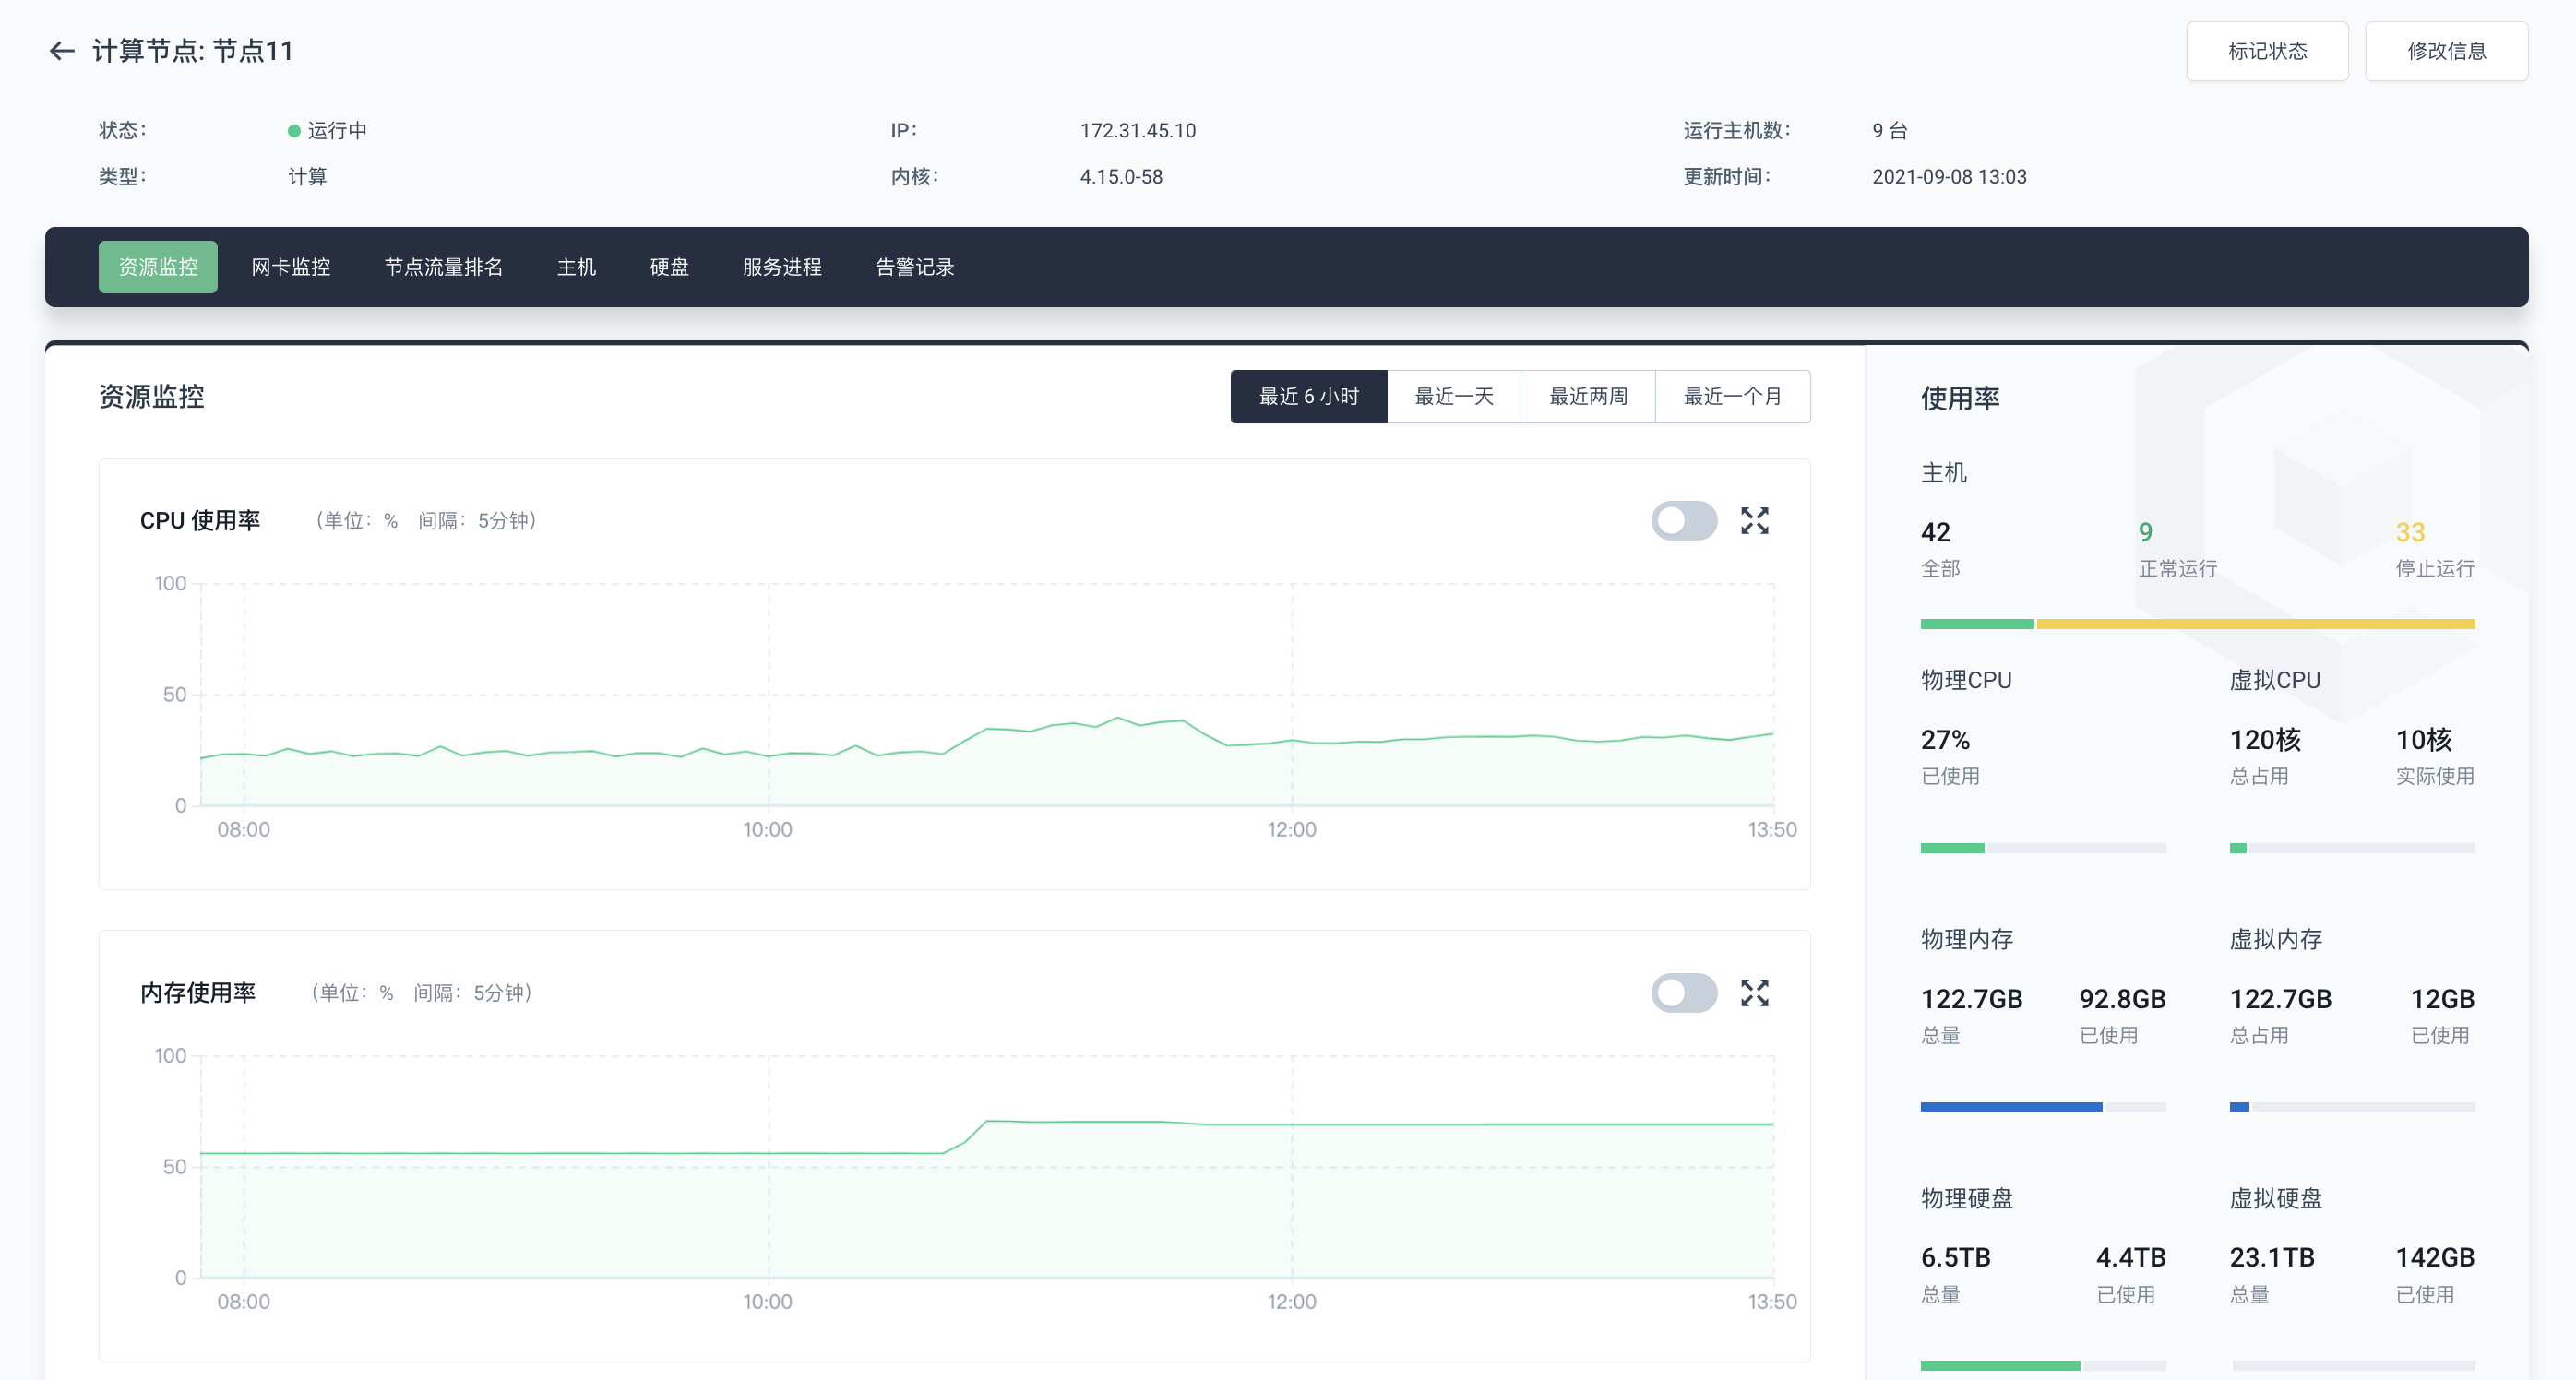 计算节点: 节点11
标记状态 修改信息
状态： 运行中 IP： 172.31.45.10 运行主机数： 9 台
类型： 计算 内核： 4.15.0-58 更新时间： 2021-09-08 13:03
资源监控 网卡监控 节点流量排名 主机 硬盘 服务进程 告警记录
资源监控
最近 6 小时 最近一天 最近两周 最近一个月
CPU 使用率 （单位：% 间隔：5分钟）
100
50
0
08:00 10:00 12:00 13:50
内存使用率 （单位：% 间隔：5分钟）
100
50
0
08:00 10:00 12:00 13:50
使用率
主机
42 9 33
全部 正常运行 停止运行
物理CPU 虚拟CPU
27% 120核 10核
已使用 总占用 实际使用
物理内存 虚拟内存
122.7GB 92.8GB 122.7GB 12GB
总量 已使用 总占用 已使用
物理硬盘 虚拟硬盘
6.5TB 4.4TB 23.1TB 142GB
总量 已使用 总量 已使用